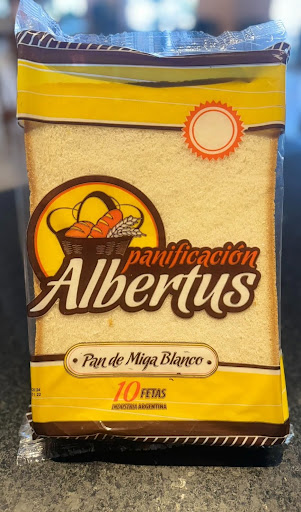 panificación
Albertus
• Pan de Miga Blanco •
10 FETAS
INDUSTRIA ARGENTINA